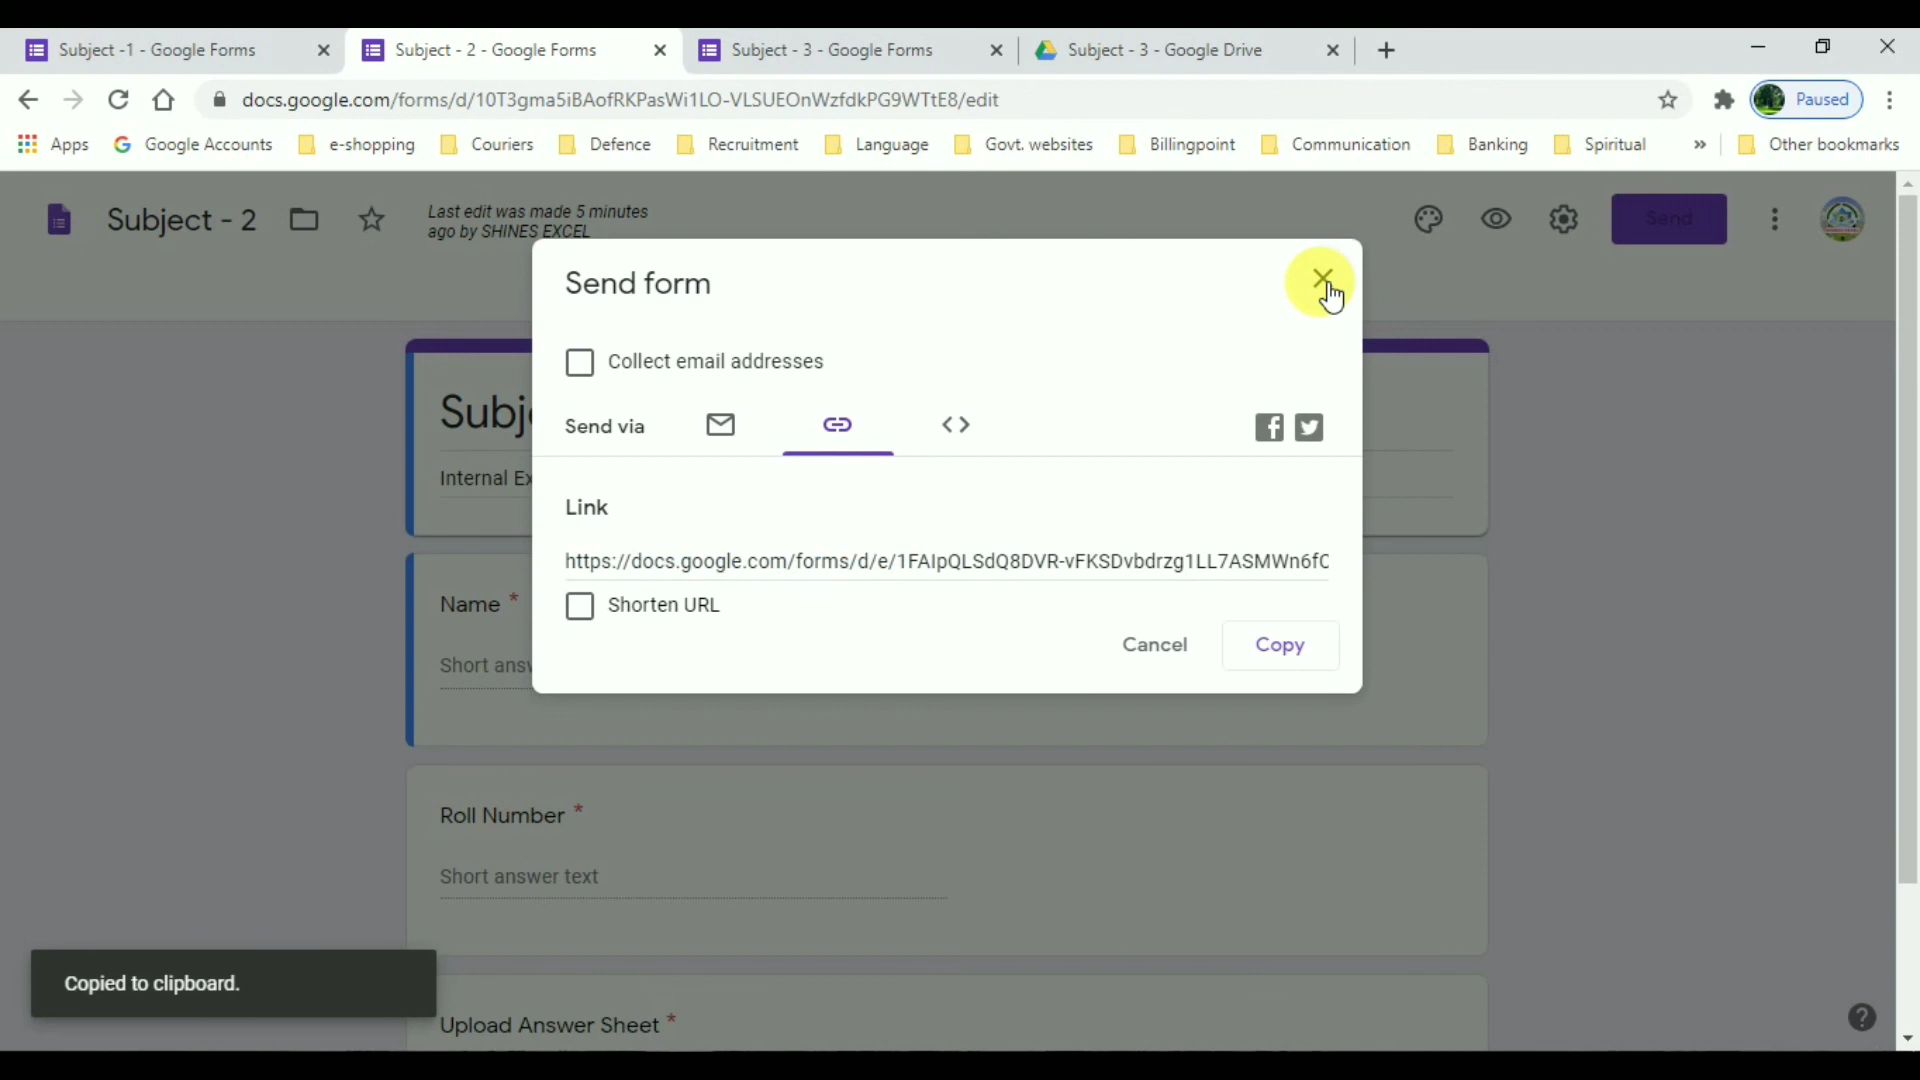 Subject -1 - Google Forms
Subject - 2 - Google Forms
Subject - 3 - Google Forms
Subject - 3 - Google Drive
docs.google.com/forms/d/10T3gma5iBAofRKPasWi1LO-VLSUEOnWzfdkPG9WTtE8/edit
Paused
Apps
Google Accounts
e-shopping
Couriers
Defence
Recruitment
Language
Govt. websites
Billingpoint
Communication
Banking
Spiritual
»
Other bookmarks
Subject - 2
Last edit was made 5 minutes
ago by SHINES EXCEL
Send
Send form
Collect email addresses
Send via
Link
https://docs.google.com/forms/d/e/1FAIpQLSdQ8DVR-vFKSDvbdrzg1LL7ASMWn6fC
Shorten URL
Cancel
Copy
Subje
Internal Ex
Name *
Short answ
Roll Number *
Short answer text
Upload Answer Sheet *
Copied to clipboard.